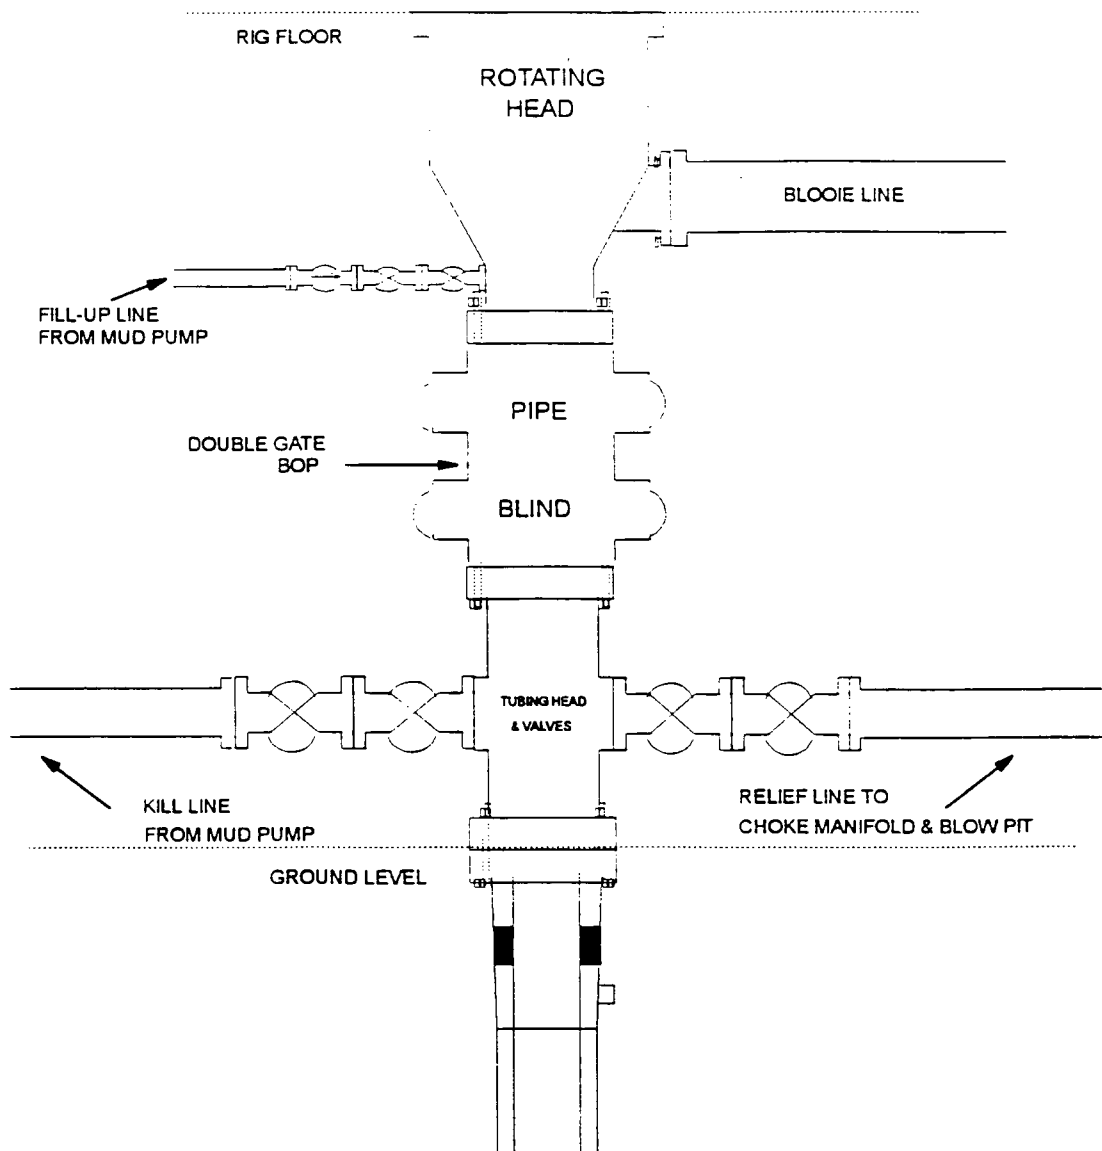 RIG FLOOR
ROTATING
HEAD
BLOOIE LINE
FILL-UP LINE
FROM MUD PUMP
PIPE
DOUBLE GATE
BOP
BLIND
TUBING HEAD
& VALVES
KILL LINE
FROM MUD PUMP
RELIEF LINE TO
CHOKE MANIFOLD & BLOW PIT
GROUND LEVEL